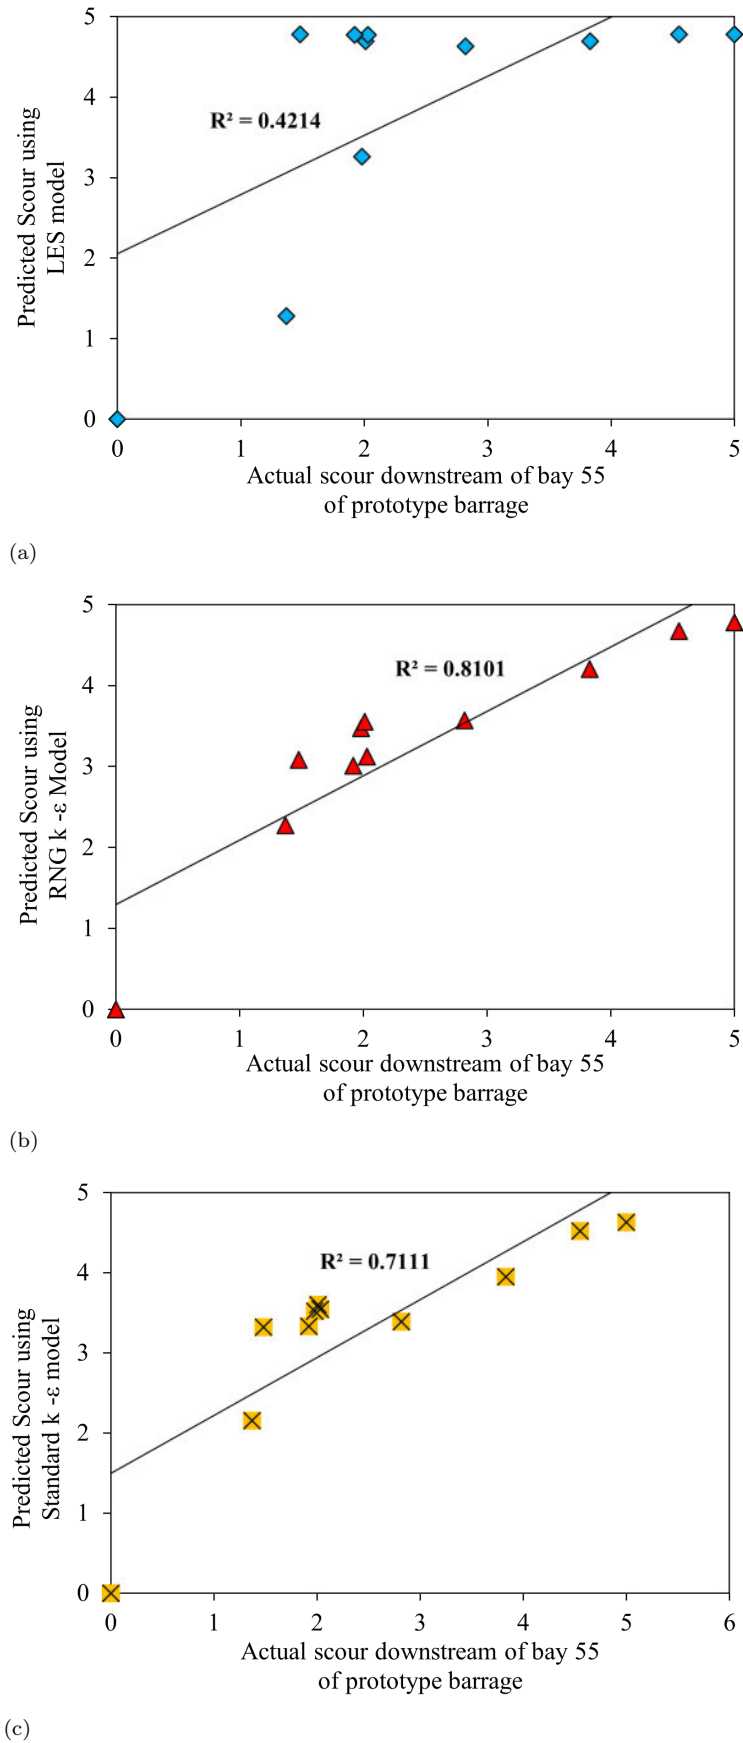 5
4
3
2
1
0
Predicted Scour using
LES model
R² = 0.4214
0 1 2 3 4 5
Actual scour downstream of bay 55
of prototype barrage
(a)
5
4
3
2
1
0
Predicted Scour using
RNG k -ε Model
R² = 0.8101
0 1 2 3 4 5
Actual scour downstream of bay 55
of prototype barrage
(b)
5
4
3
2
1
0
Predicted Scour using
Standard k -ε model
R² = 0.7111
0 1 2 3 4 5 6
Actual scour downstream of bay 55
of prototype barrage
(c)